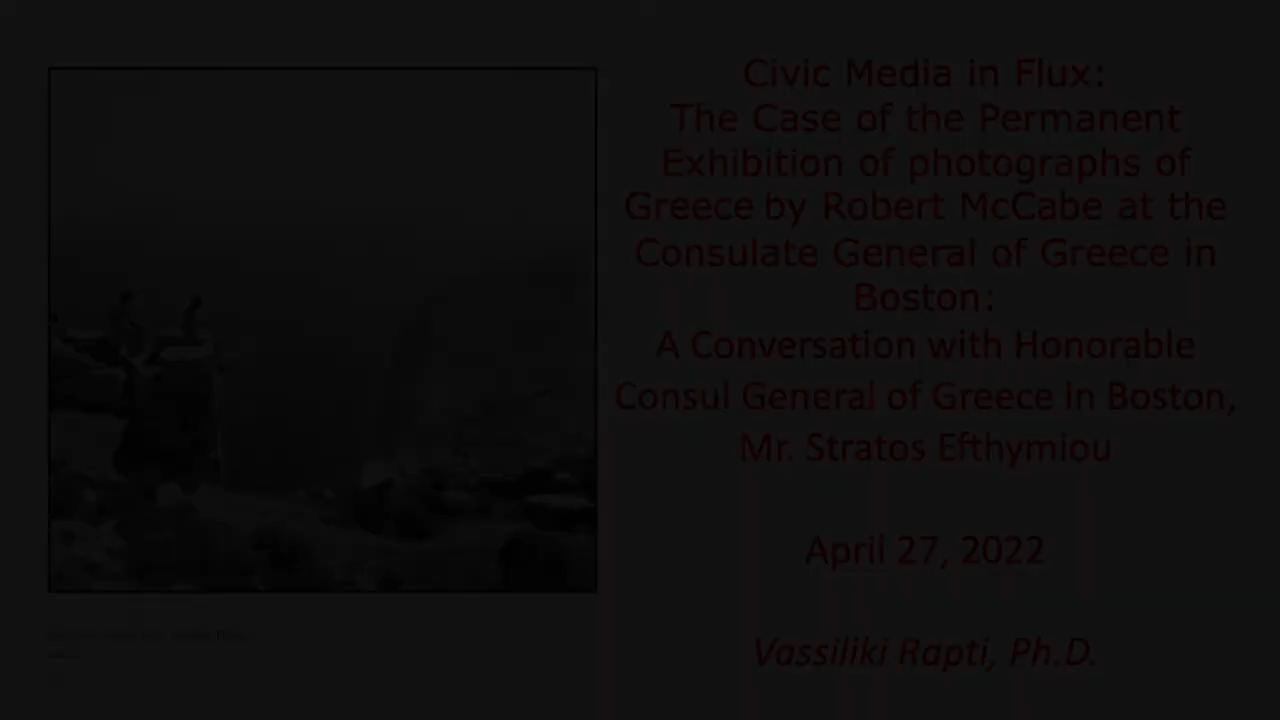 Civic Media in Flux:
The Case of the Permanent
Exhibition of photographs of
Greece by Robert McCabe at the
Consulate General of Greece in
Boston:
A Conversation with Honorable
Consul General of Greece in Boston,
Mr. Stratos Efthymiou
April 27, 2022
Vassiliki Rapti, Ph.D.